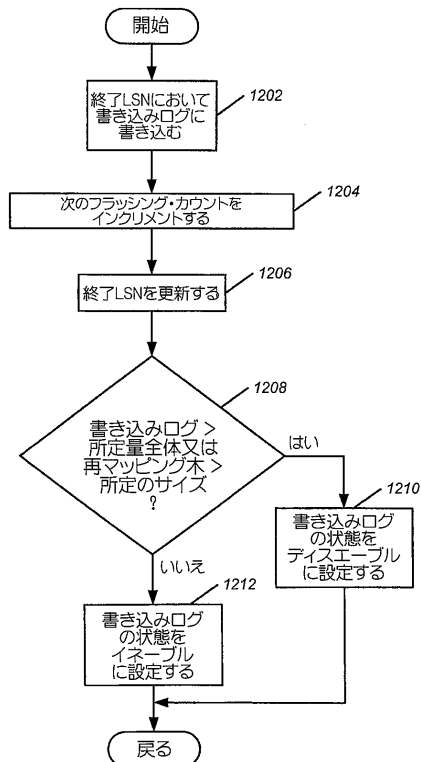 開始
終了LSNにおいて
書き込みログに
書き込む
1202
次のフラッシング・カウントを
インクリメントする
1204
終了LSNを更新する
1206
書き込みログ >
所定量全体又は
再マッピング木 >
所定のサイズ
?
1208
はい
いいえ
書き込みログ
の状態を
ディスエーブル
に設定する
1210
書き込みログ
の状態を
イネーブル
に設定する
1212
戻る